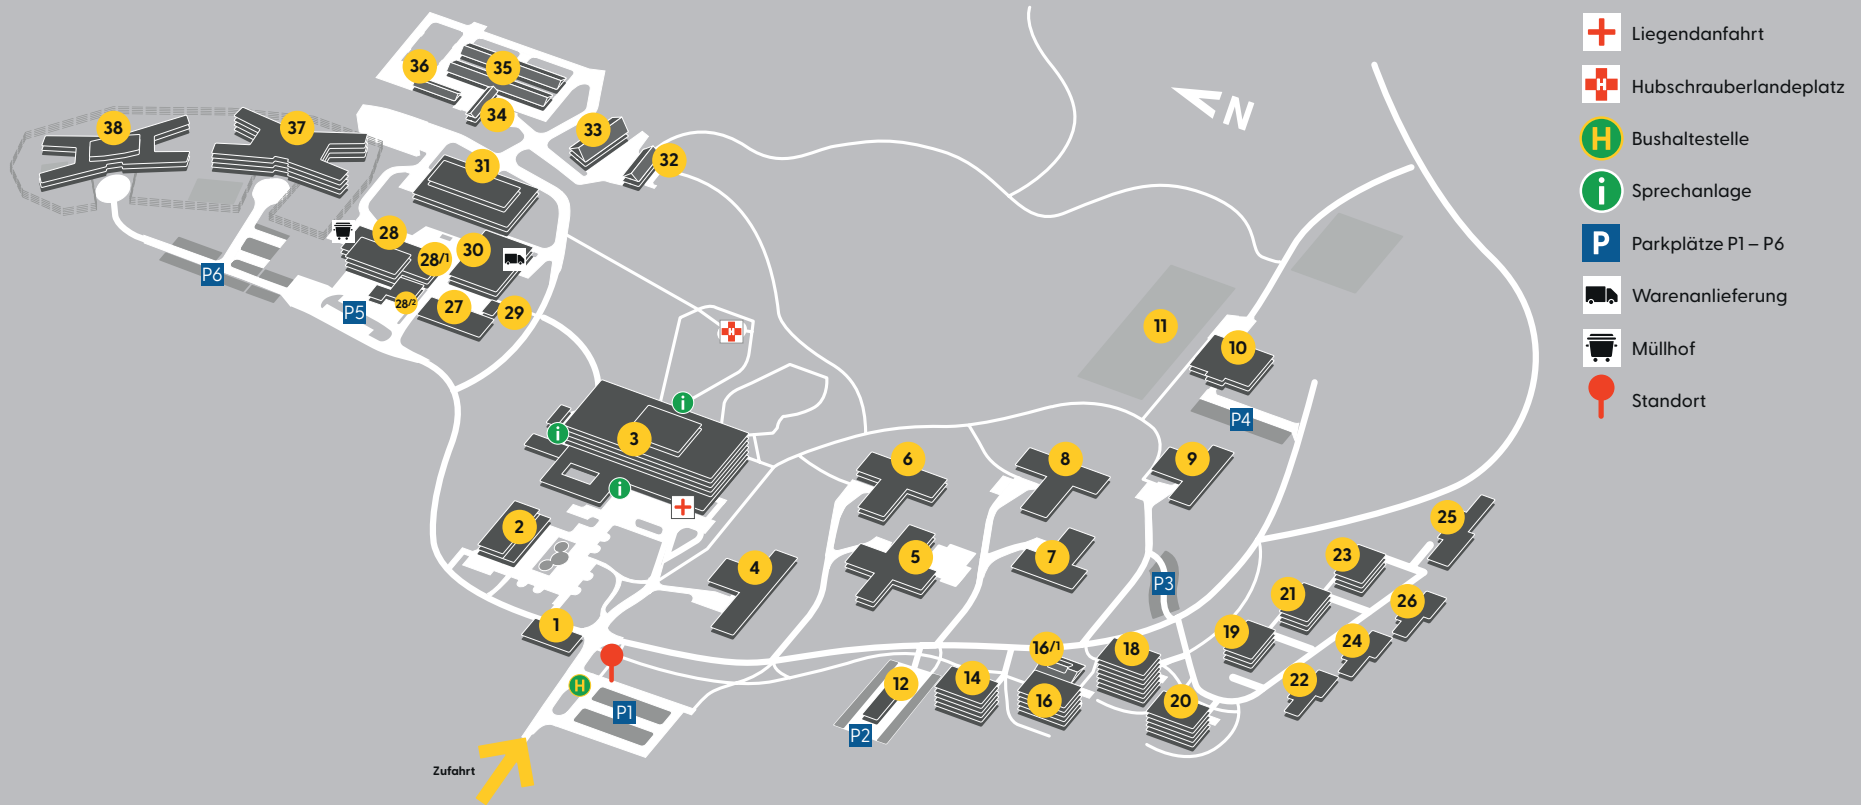 36
35
34
33
32
38
37
31
28
28/1
30
28/2
27
29
P6
P5
H
N
11
10
P4
3
i
i
i
2
6
8
9
4
5
7
P3
25
23
21
26
19
24
22
1
H
P1
12
P2
14
16/1
16
18
20
Zufahrt
Liegendanfahrt
H Hubschrauberlandeplatz
H Bushaltestelle
i Sprechanlage
P Parkplätze P1 – P6
Warenanlieferung
Müllhof
Standort